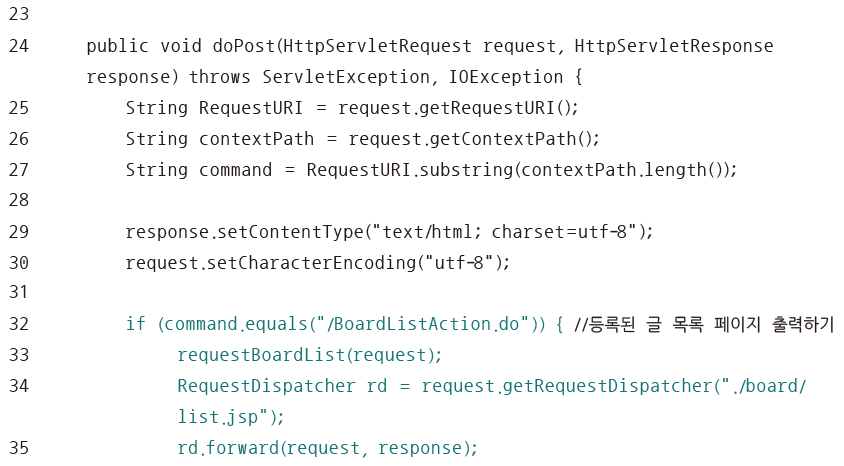 23
24 public void doPost(HttpServletRequest request, HttpServletResponse
response) throws ServletException, IOException {
25 String RequestURI = request.getRequestURI();
26 String contextPath = request.getContextPath();
27 String command = RequestURI.substring(contextPath.length());
28
29 response.setContentType("text/html; charset=utf-8");
30 request.setCharacterEncoding("utf-8");
31
32 if (command.equals("/BoardListAction.do")) { //등록된 글 목록 페이지 출력하기
33 requestBoardList(request);
34 RequestDispatcher rd = request.getRequestDispatcher("./board/
list.jsp");
35 rd.forward(request, response);